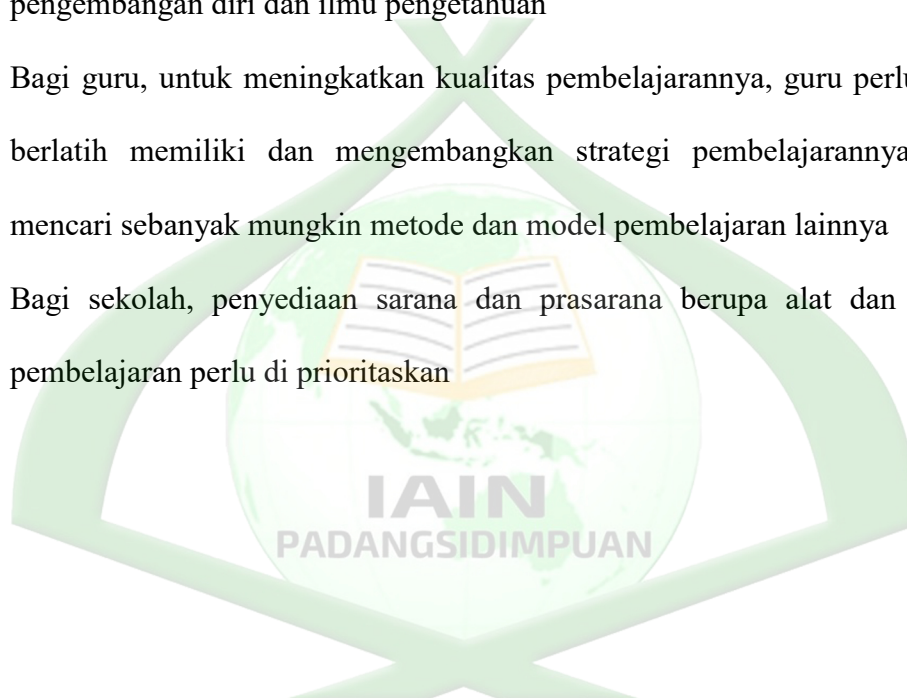 pengembangan diri dan ilmu pengetahuan
Bagi guru, untuk meningkatkan kualitas pembelajarannya, guru perlu
berlatih memiliki dan mengembangkan strategi pembelajarannya
mencari sebanyak mungkin metode dan model pembelajaran lainnya
Bagi sekolah, penyediaan sarana dan prasarana berupa alat dan
pembelajaran perlu di prioritaskan
IAIN
PADANGSIDIMPUAN